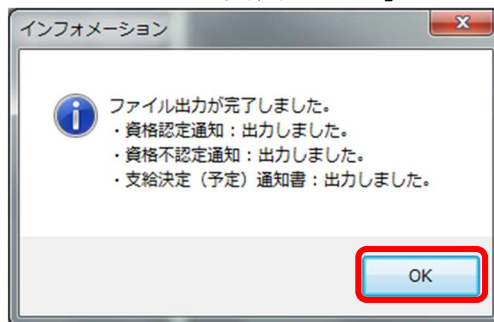 インフォメーション
ファイル出力が完了しました。
・資格認定通知：出力しました。
・資格不認定通知：出力しました。
・支給決定（予定）通知書：出力しました。
OK